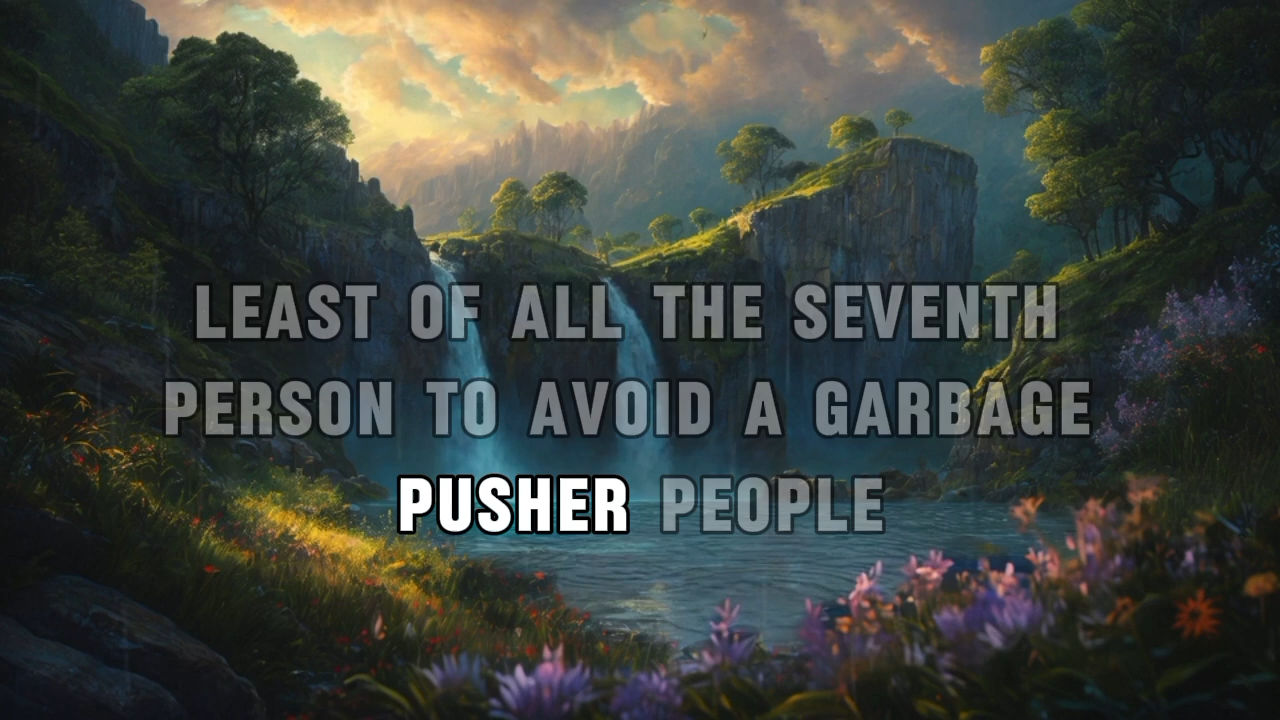 LEAST OF ALL THE SEVENTH
PERSON TO AVOID A GARBAGE
PUSHER PEOPLE